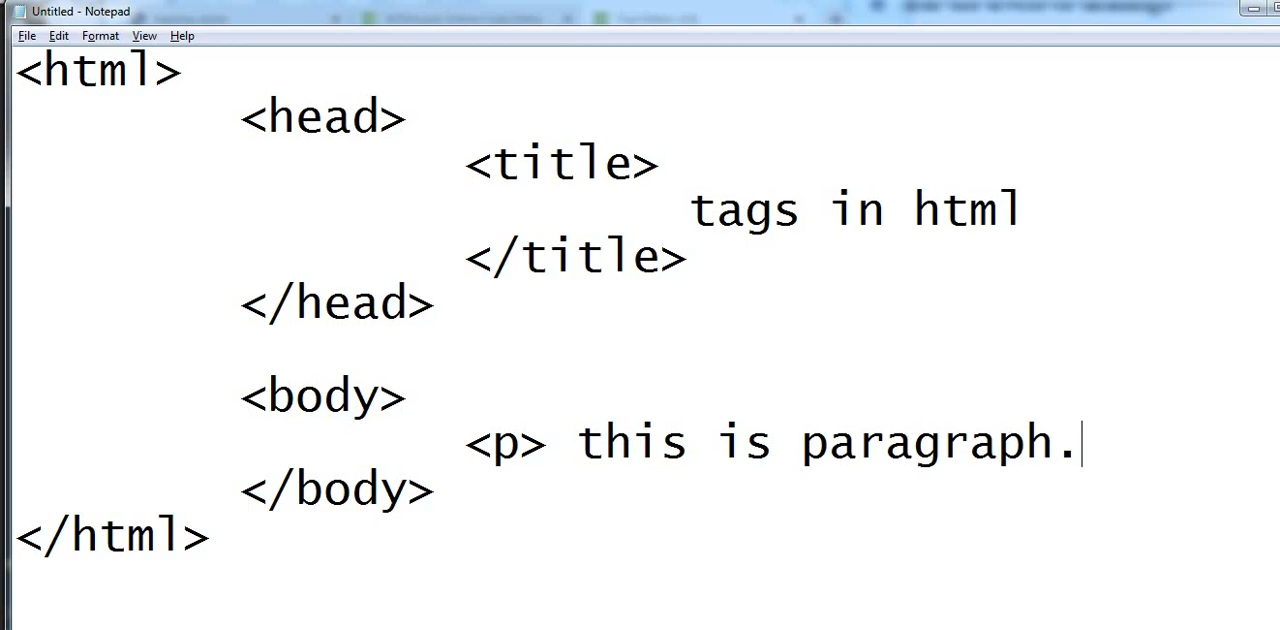 Untitled - Notepad
File Edit Format View Help
<html>
<head>
<title>
tags in html
</title>
</head>
<body>
<p> this is paragraph.
</body>
</html>